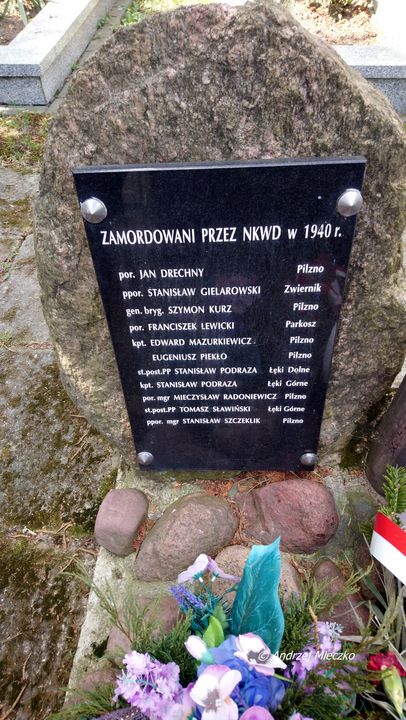 ZAMORDOWANI PRZEZ NKWD w 1940 r.
por. JAN DRECHNY Pilzno
ppor. STANISŁAW GIELAROWSKI Zwiernik
gen. bryg. SZYMON KURZ Pilzno
por. FRANCISZEK LEWICKI Parkosz
kpt. EDWARD MAZURKIEWICZ Pilzno
EUGENIUSZ PIEKŁO Pilzno
st.post.PP STANISŁAW PODRAZA Łęki Dolne
kpt. STANISŁAW PODRAZA Łęki Górne
por. mgr MIECZYSŁAW RADONIEWICZ Pilzno
st.post.PP TOMASZ SŁAWIŃSKI Łęki Górne
ppor. mgr STANISŁAW SZCZEKLIK Pilzno
© Andrzej Mleczko